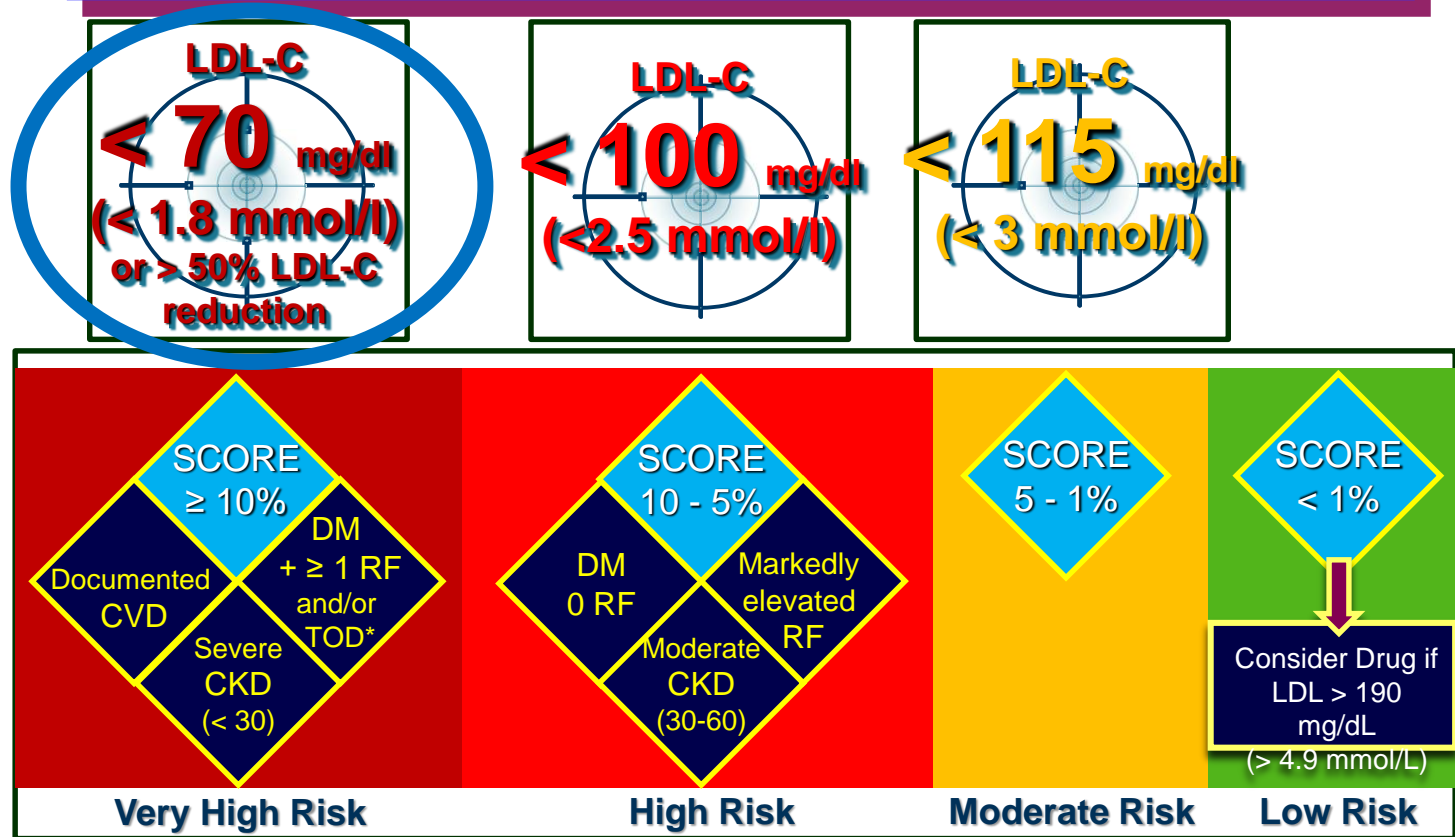 LDL-C
< 70 mg/dl
(< 1.8 mmol/l)
or > 50% LDL-C
reduction
LDL-C
< 100 mg/dl
(<2.5 mmol/l)
LDL-C
< 115 mg/dl
(< 3 mmol/l)
SCORE
≥ 10%
Documented
CVD
DM
+ ≥ 1 RF
and/or
TOD*
Severe
CKD
(< 30)
Very High Risk
SCORE
10 - 5%
DM
0 RF
Markedly
elevated
RF
Moderate
CKD
(30-60)
High Risk
SCORE
5 - 1%
Moderate Risk
SCORE
< 1%
Consider Drug if
LDL > 190
mg/dL
(> 4.9 mmol/L)
Low Risk